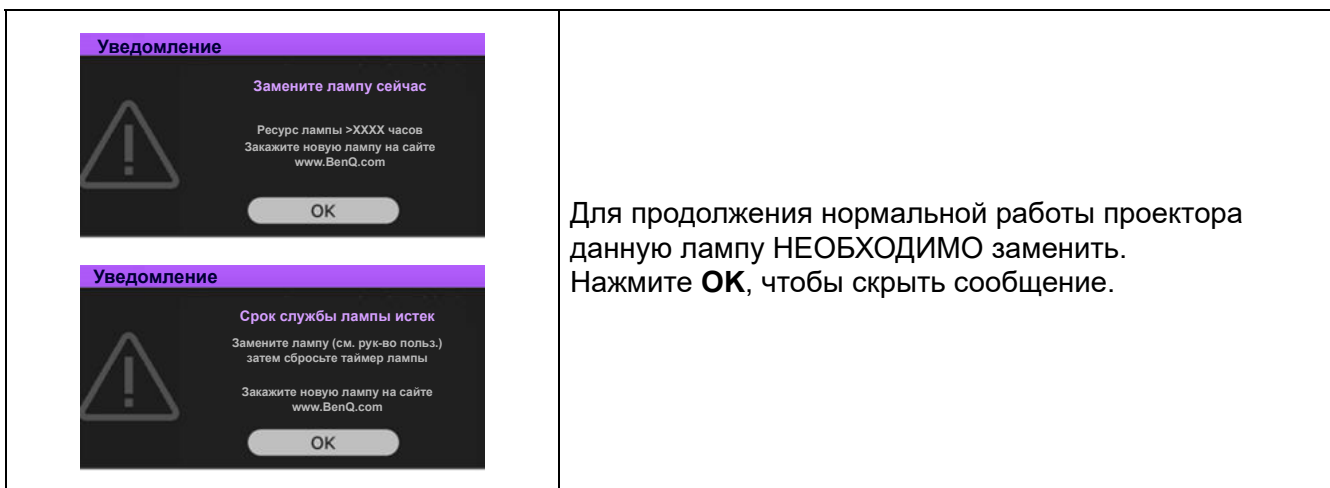 Уведомление
Замените лампу сейчас
Ресурс лампы >XXXX часов
Закажите новую лампу на сайте
www.BenQ.com
OK
Уведомление
Срок службы лампы истек
Замените лампу (см. рук-во польз.)
затем сбросьте таймер лампы
Закажите новую лампу на сайте
www.BenQ.com
OK
Для продолжения нормальной работы проектора
данную лампу НЕОБХОДИМО заменить.
Нажмите OK, чтобы скрыть сообщение.